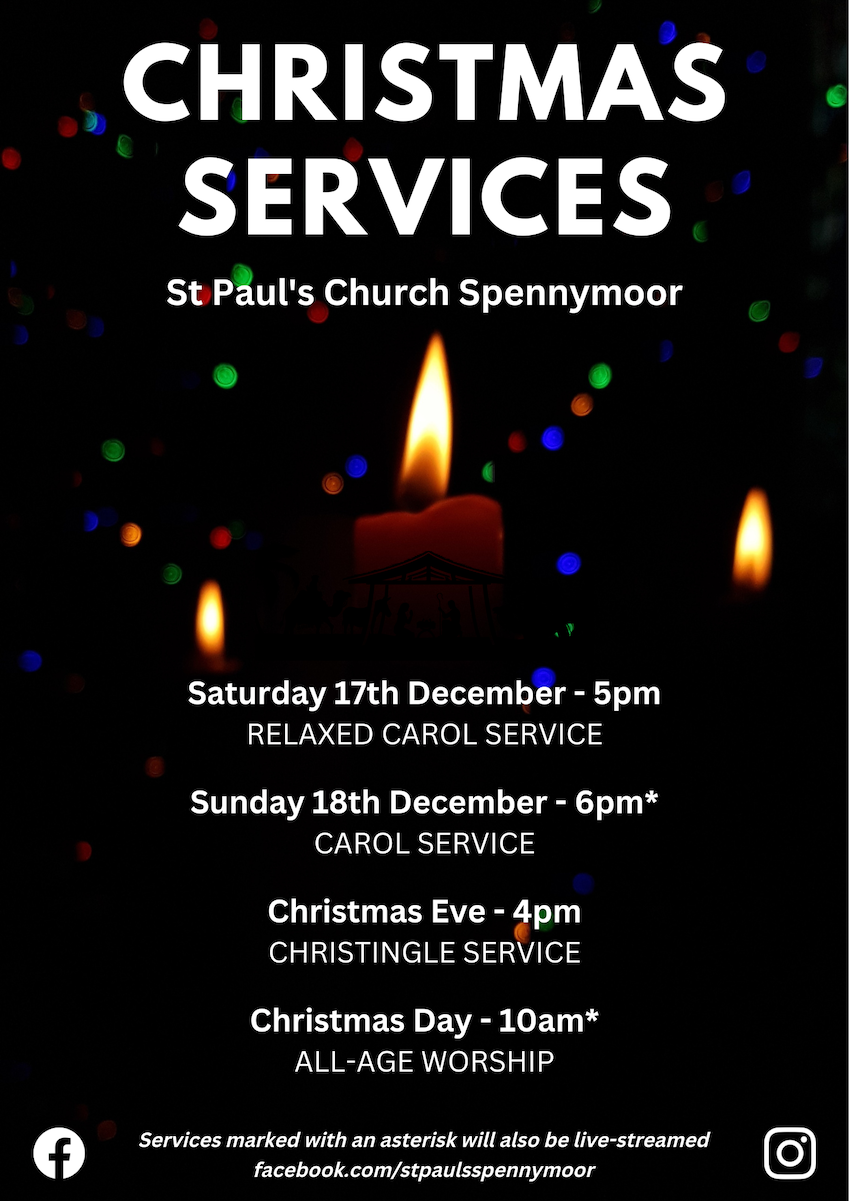 CHRISTMAS
SERVICES
St Paul's Church Spennymoor
Saturday 17th December - 5pm
RELAXED CAROL SERVICE
Sunday 18th December - 6pm*
CAROL SERVICE
Christmas Eve - 4pm
CHRISTINGLE SERVICE
Christmas Day - 10am*
ALL-AGE WORSHIP
Services marked with an asterisk will also be live-streamed
facebook.com/stpaulsspennymoor